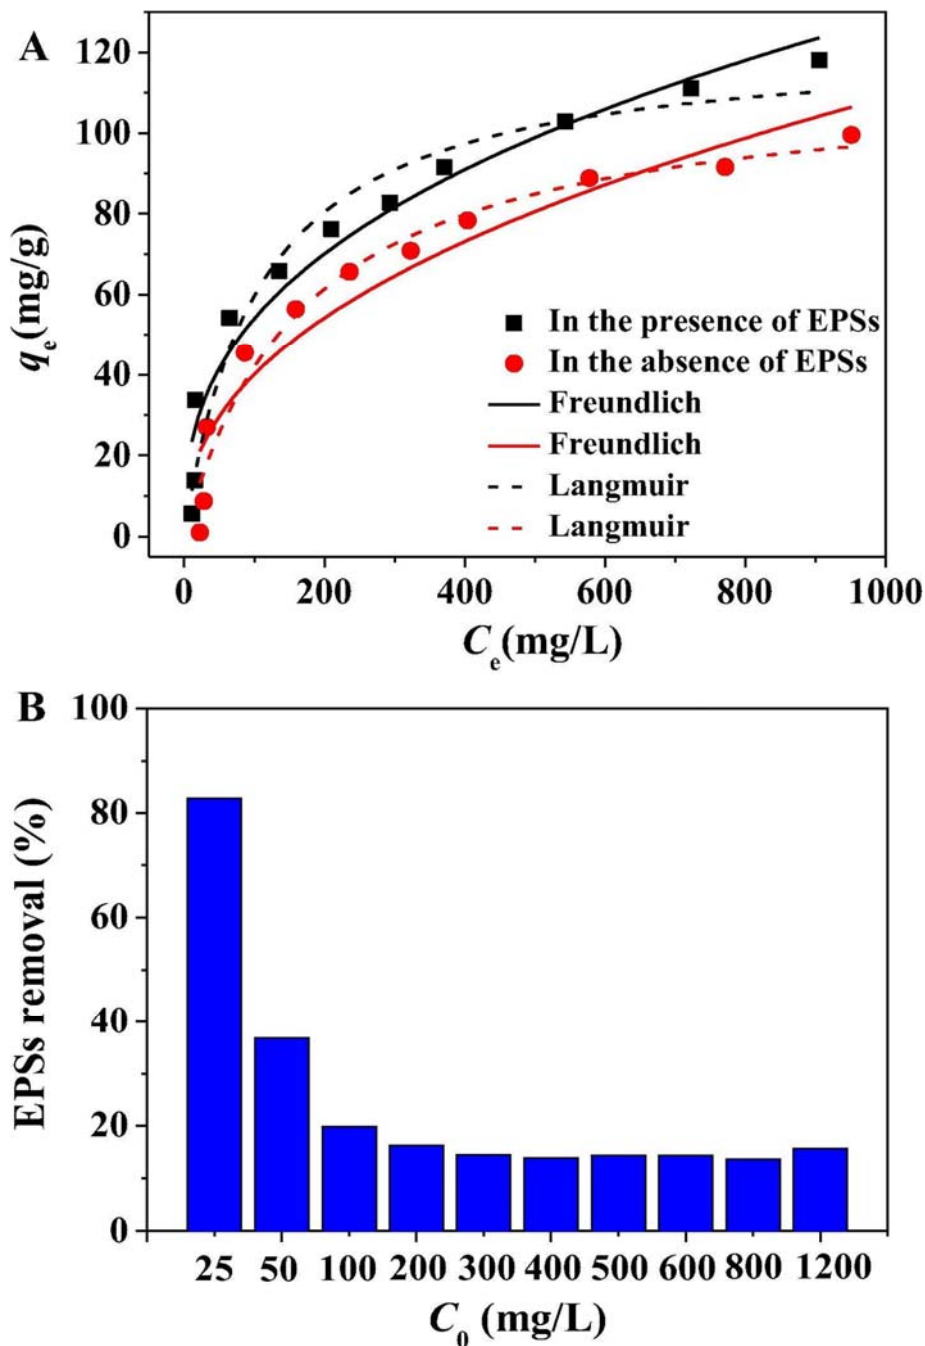 A
120
100
80
60
40
20
0
qe(mg/g)
In the presence of EPSs
In the absence of EPSs
Freundlich
Freundlich
Langmuir
Langmuir
0 200 400 600 800 1000
Ce(mg/L)
B
100
80
60
40
20
0
EPSs removal (%)
25 50 100 200 300 400 500 600 800 1200
C0 (mg/L)